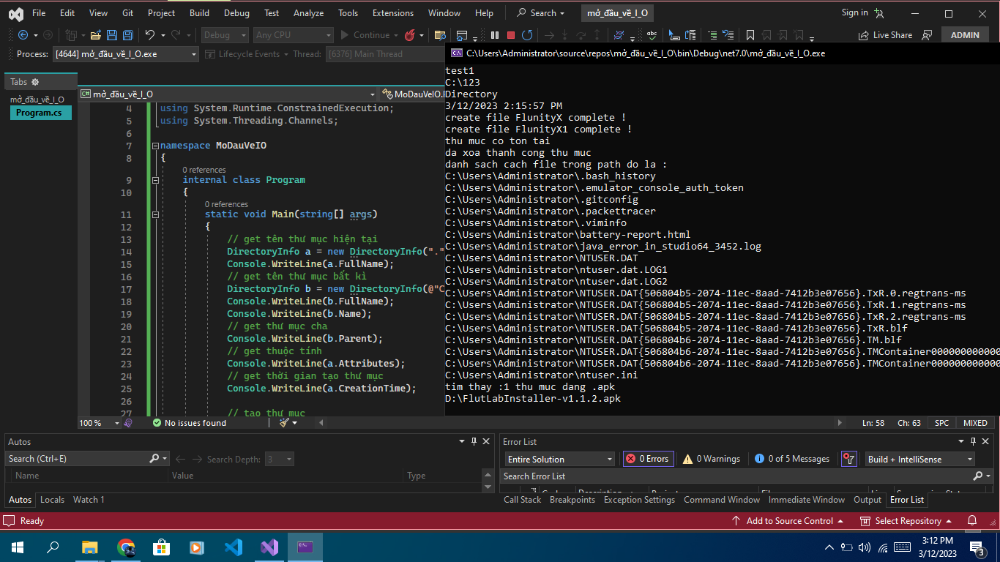 File Edit View Git Project Build Debug Test Analyze Tools Extensions Window Help Search mở_đầu_về_I_O Sign in
Debug Any CPU Continue Live Share ADMIN
Process: [4644] mở_đầu_về_I_O.exe Lifecycle Events Thread: [6376] Main Thread
Tabs
mở_đầu_về_I_O
Program.cs
C# mở_đầu_về_I_O MoDauVeIO.
4 using System.Runtime.ConstrainedExecution;
5 using System.Threading.Channels;
6
7 namespace MoDauVeIO
8 {
0 references
9 internal class Program
10 {
0 references
11 static void Main(string[] args)
12 {
13 // get tên thư mục hiện tại
14 DirectoryInfo a = new DirectoryInfo("."
15 Console.WriteLine(a.FullName);
16 // get tên thư mục bất kì
17 DirectoryInfo b = new DirectoryInfo(@"C
18 Console.WriteLine(b.FullName);
19 Console.WriteLine(b.Name);
20 // get thư mục cha
21 Console.WriteLine(b.Parent);
22 // get thuộc tính
23 Console.WriteLine(a.Attributes);
24 // get thời gian tạo thư mục
25 Console.WriteLine(a.CreationTime);
26
27 // tạo thư mục
C:\Users\Administrator\source\repos\mở_đầu_về_I_O\bin\Debug\net7.0\mở_đầu_về_I_O.exe
test1
C:\123
Directory
3/12/2023 2:15:57 PM
create file FlunityX complete !
create file FlunityX1 complete !
thu muc co ton tai
da xoa thanh cong thu muc
danh sach cach file trong path do la :
C:\Users\Administrator\.bash_history
C:\Users\Administrator\.emulator_console_auth_token
C:\Users\Administrator\.gitconfig
C:\Users\Administrator\.packettracer
C:\Users\Administrator\.viminfo
C:\Users\Administrator\battery-report.html
C:\Users\Administrator\java_error_in_studio64_3452.log
C:\Users\Administrator\NTUSER.DAT
C:\Users\Administrator\ntuser.dat.LOG1
C:\Users\Administrator\ntuser.dat.LOG2
C:\Users\Administrator\NTUSER.DAT{506804b5-2074-11ec-8aad-7412b3e07656}.TxR.0.regtrans-ms
C:\Users\Administrator\NTUSER.DAT{506804b5-2074-11ec-8aad-7412b3e07656}.TxR.1.regtrans-ms
C:\Users\Administrator\NTUSER.DAT{506804b5-2074-11ec-8aad-7412b3e07656}.TxR.2.regtrans-ms
C:\Users\Administrator\NTUSER.DAT{506804b5-2074-11ec-8aad-7412b3e07656}.TxR.blf
C:\Users\Administrator\NTUSER.DAT{506804b6-2074-11ec-8aad-7412b3e07656}.TM.blf
C:\Users\Administrator\NTUSER.DAT{506804b6-2074-11ec-8aad-7412b3e07656}.TMContainer000000000000
C:\Users\Administrator\NTUSER.DAT{506804b6-2074-11ec-8aad-7412b3e07656}.TMContainer000000000000
C:\Users\Administrator\ntuser.ini
tim thay :1 thu muc dang .apk
D:\FlutLabInstaller-v1.1.2.apk
100 % No issues found Ln: 58 Ch: 63 SPC MIXED
Autos
Search (Ctrl+E) Search Depth: 3
Name Value Type
Autos Locals Watch 1
Error List
Entire Solution 0 Errors 0 Warnings 0 of 5 Messages Build + IntelliSense
Search Error List
Call Stack Breakpoints Exception Settings Command Window Immediate Window Output Error List
Ready Add to Source Control Select Repository
3:12 PM
3/12/2023
3